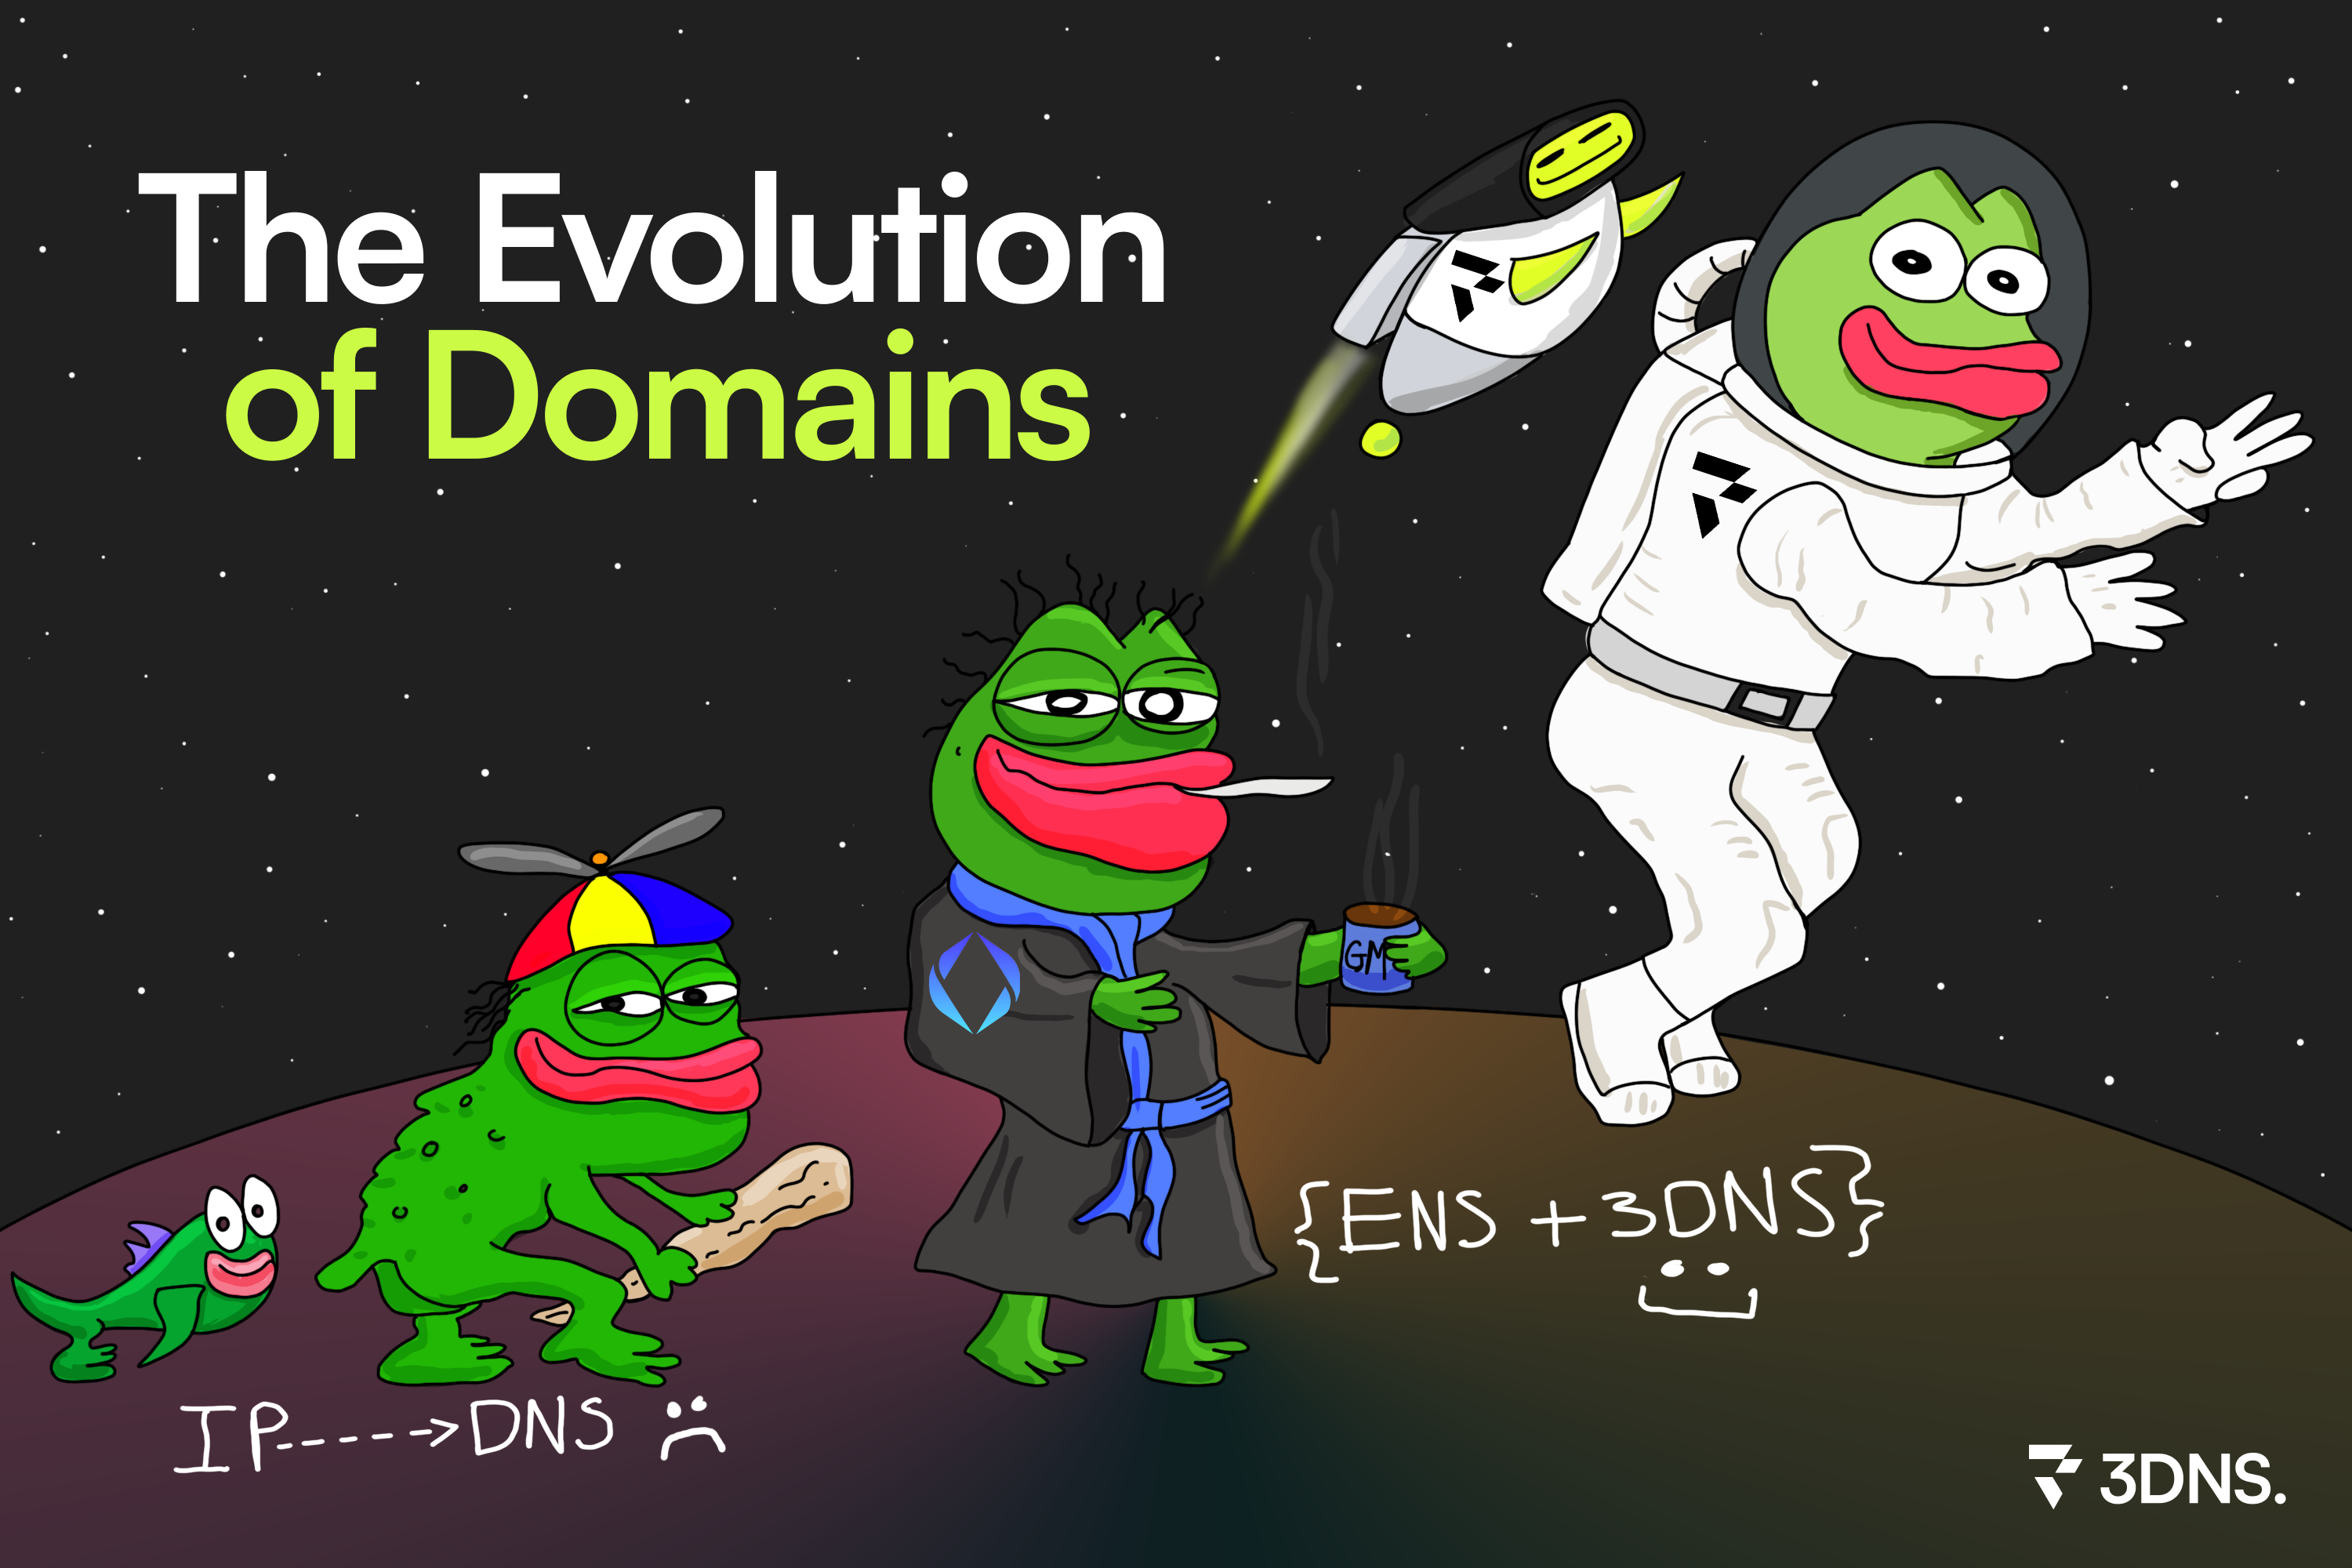 The Evolution
of Domains
GM
{ENS + 3DNS}
IP----->DNS :(
3DNS.